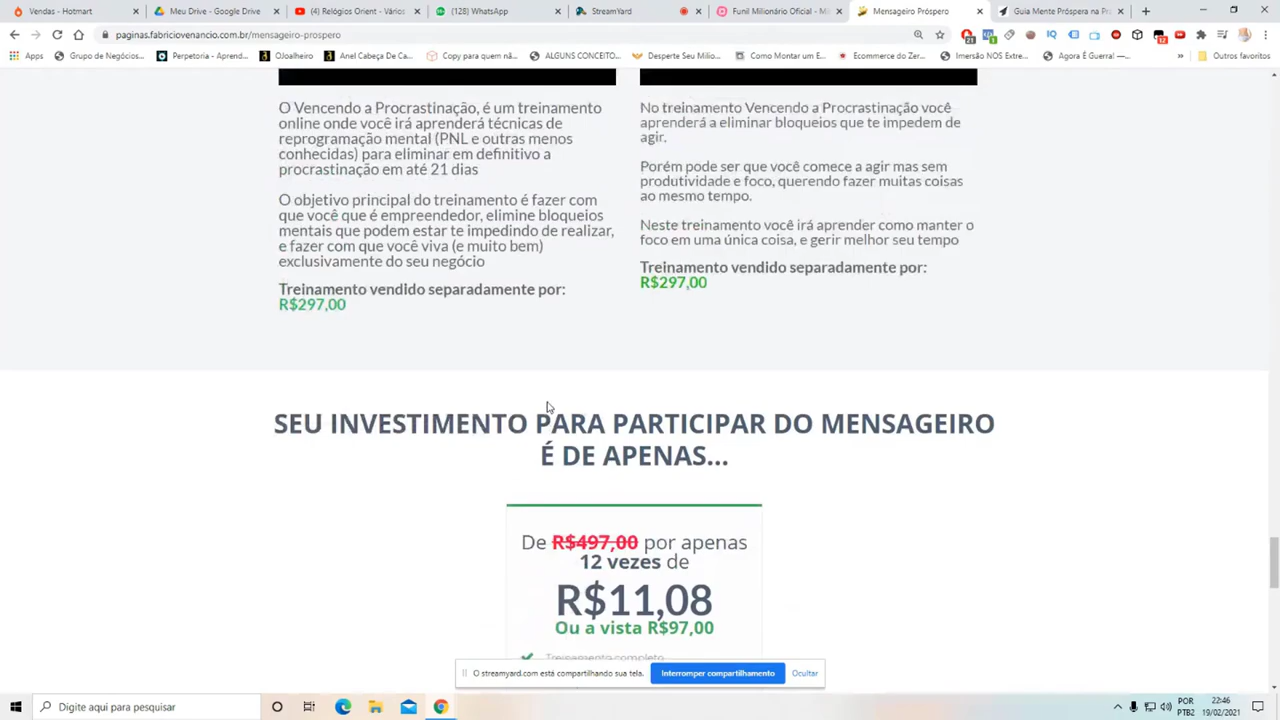 Vendas - Hotmart
Meu Drive - Google Drive
(4) Relógios Orient - Vários
(128) WhatsApp
StreamYard
Funil Milionário Oficial - Mi
Mensageiro Próspero
Guia Mente Próspera na Pr
paginas.fabriciovenancio.com.br/mensageiro-prospero
21
1
17
Apps
Grupo de Negócios...
Perpetoria - Apren...
OJoalheiro
Anel Cabeça De Ca...
Copy para quem nã...
ALGUNS CONCEITO...
Desperte Seu Milio...
Como Montar um E...
Ecommerce do Zer...
Imersão NOS Extre...
Agora É Guerra! —...
Outros favoritos
O Vencendo a Procrastinação, é um treinamento
online onde você irá aprenderá técnicas de
reprogramação mental (PNL e outras menos
conhecidas) para eliminar em definitivo a
procrastinação em até 21 dias
O objetivo principal do treinamento é fazer com
que você que é empreendedor, elimine bloqueios
mentais que podem estar te impedindo de realizar,
e fazer com que você viva (e muito bem)
exclusivamente do seu negócio
Treinamento vendido separadamente por:
R$297,00
No treinamento Vencendo a Procrastinação você
aprenderá a eliminar bloqueios que te impedem de
agir.
Porém pode ser que você comece a agir mas sem
produtividade e foco, querendo fazer muitas coisas
ao mesmo tempo.
Neste treinamento você irá aprender como manter o
foco em uma única coisa, e gerir melhor seu tempo
Treinamento vendido separadamente por:
R$297,00
SEU INVESTIMENTO PARA PARTICIPAR DO MENSAGEIRO
É DE APENAS...
De R$497,00 por apenas
12 vezes de
R$11,08
Ou a vista R$97,00
Treinamento completo
O streamyard.com está compartilhando sua tela.
Interromper compartilhamento
Ocultar
Digite aqui para pesquisar
POR
PTB2
22:46
19/02/2021